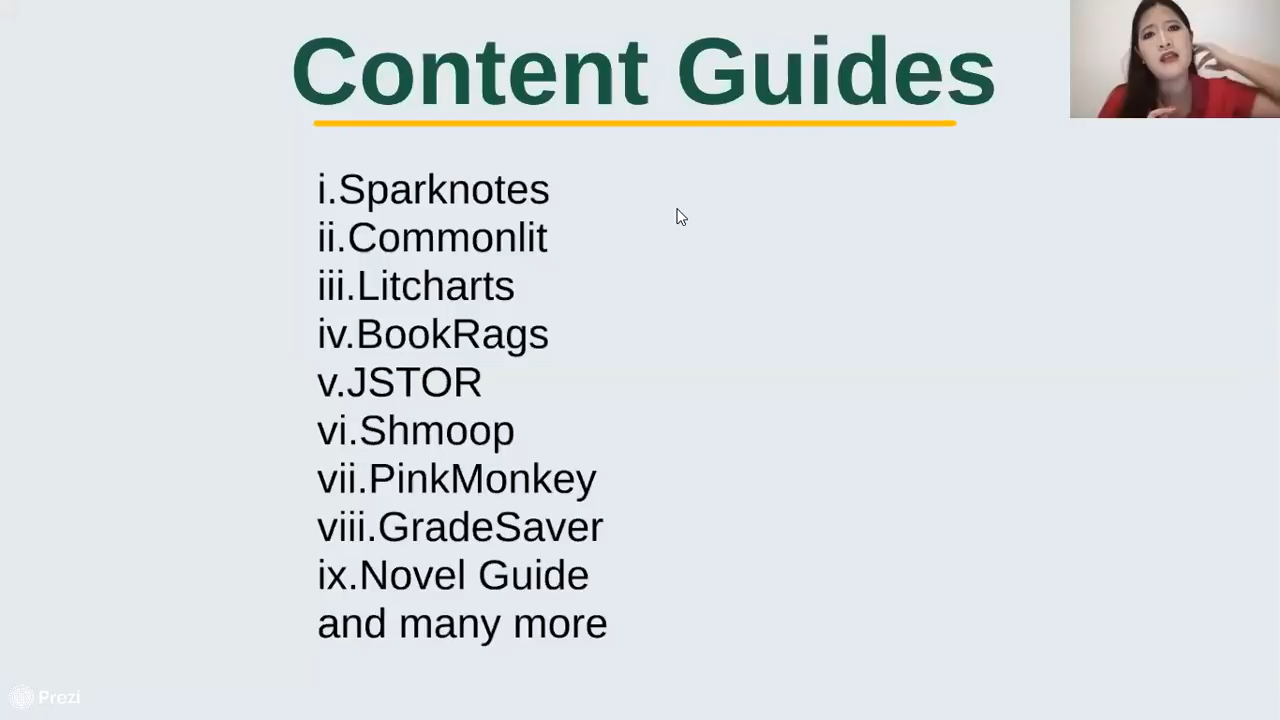 Content Guides
i.Sparknotes
ii.Commonlit
iii.Litcharts
iv.BookRags
v.JSTOR
vi.Shmoop
vii.PinkMonkey
viii.GradeSaver
ix.Novel Guide
and many more
Prezi